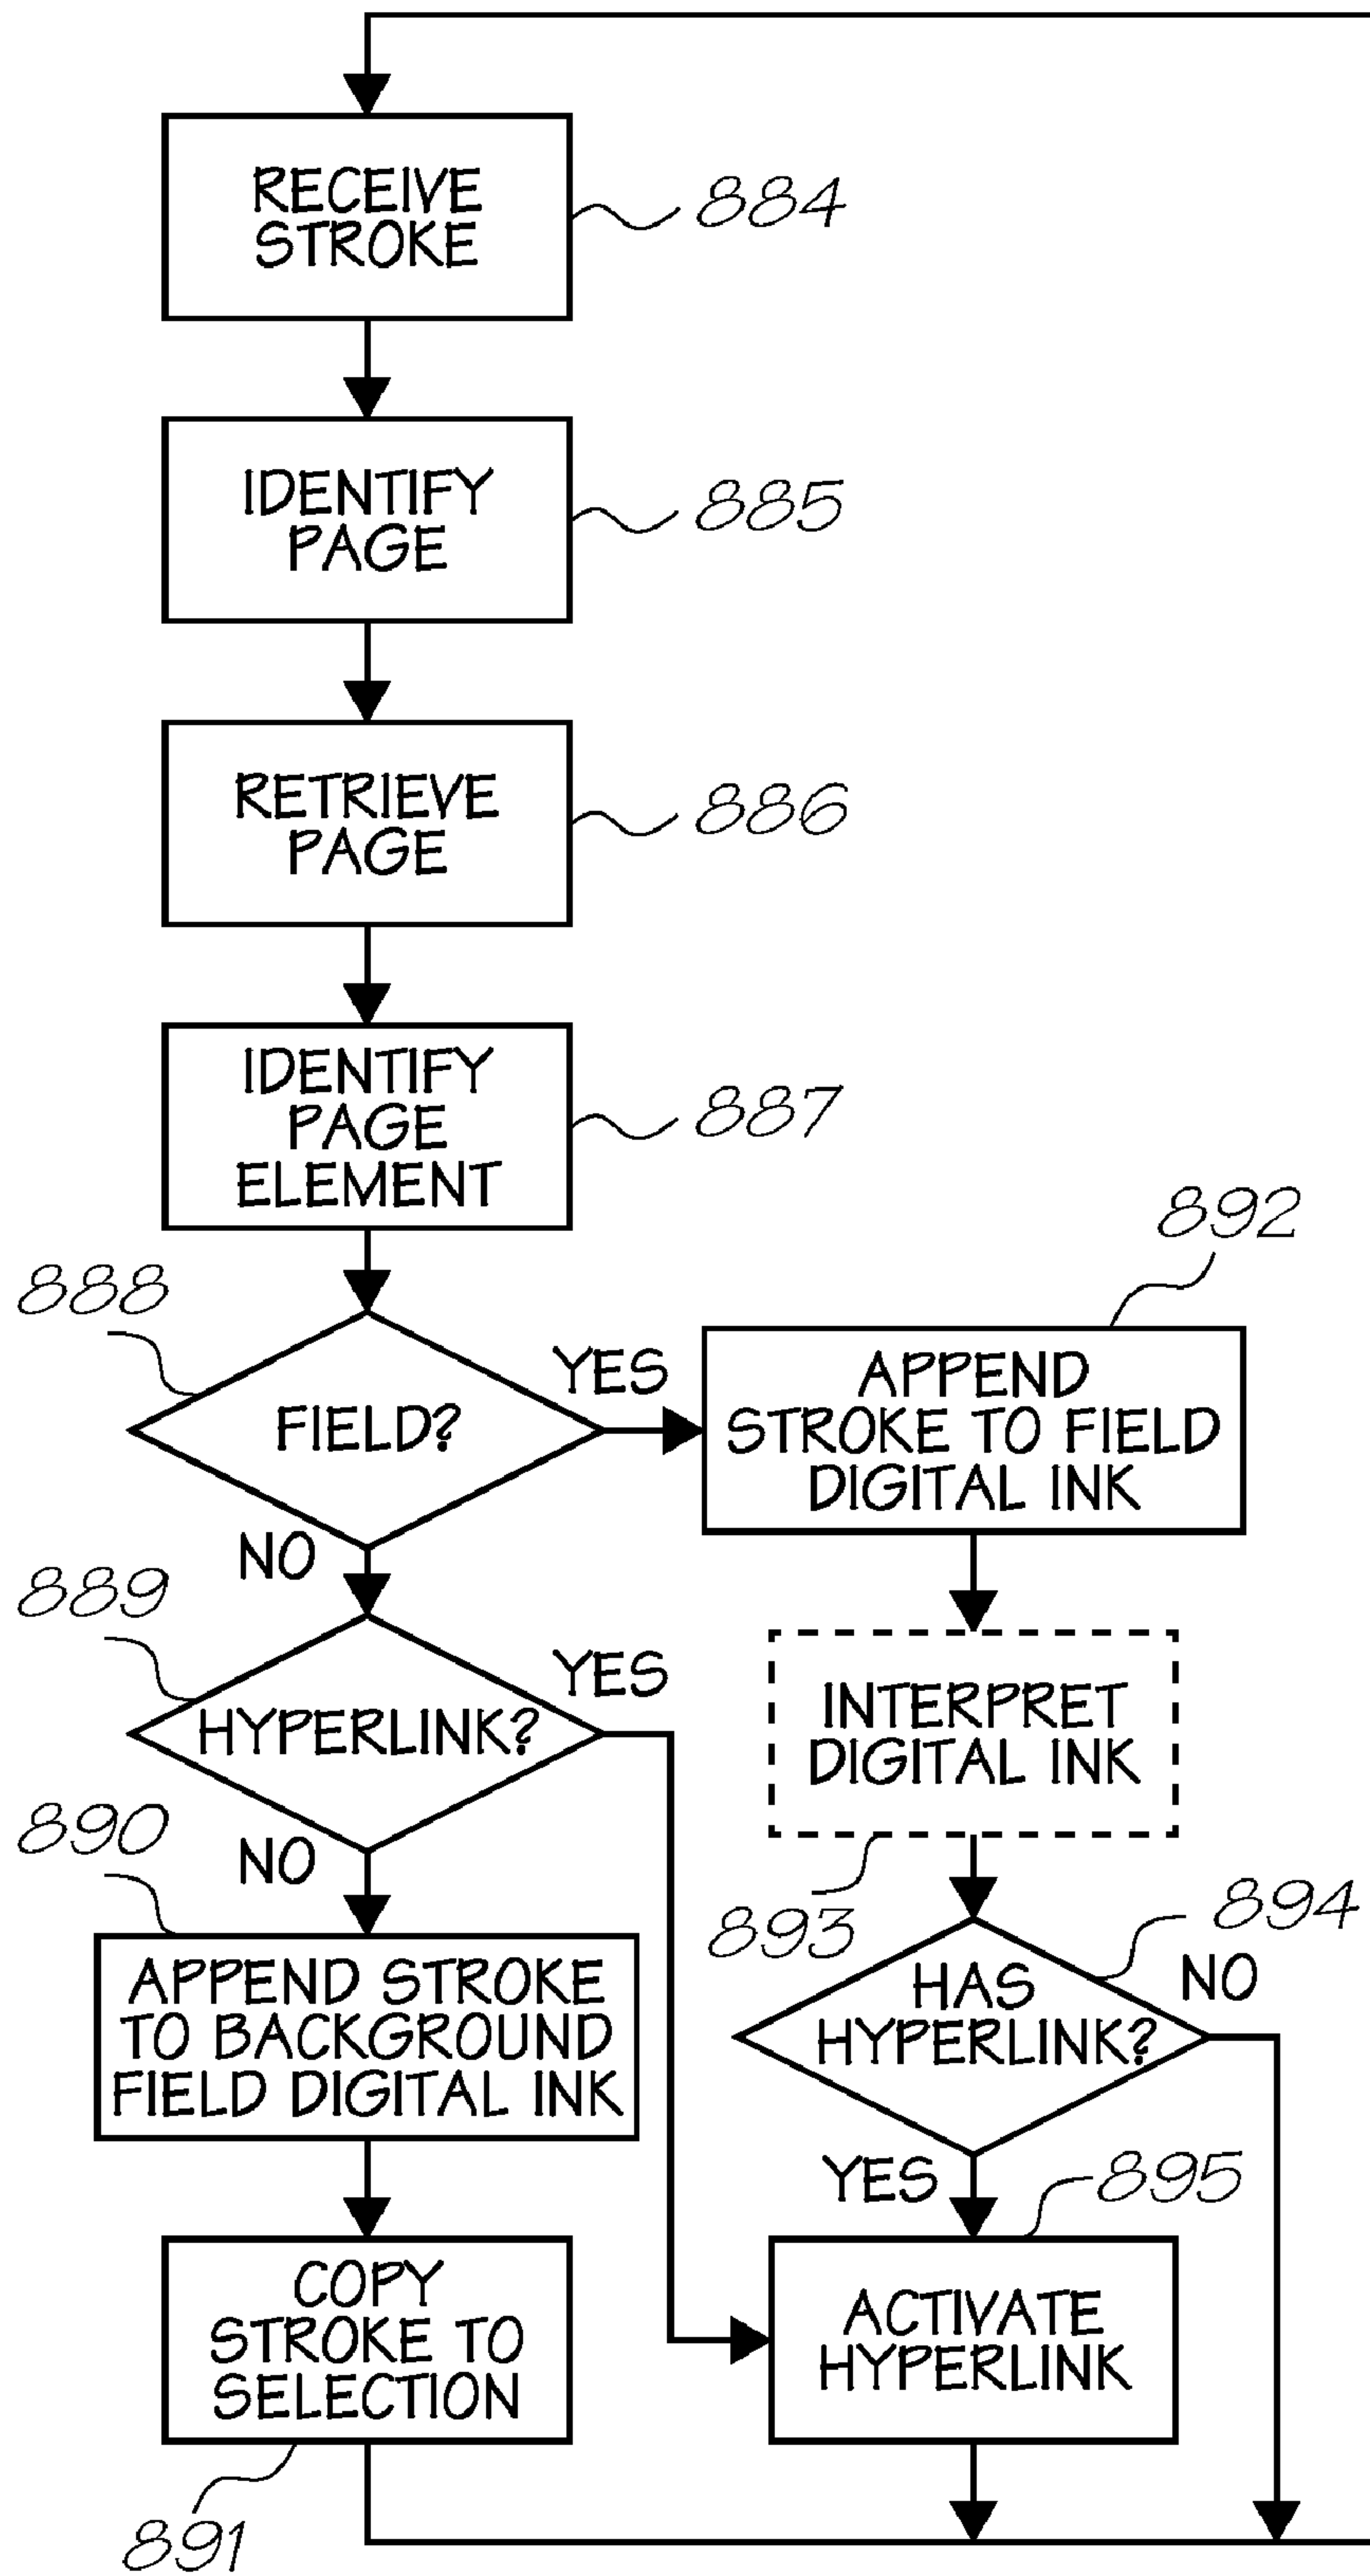 RECEIVE
STROKE
884
IDENTIFY
PAGE
885
RETRIEVE
PAGE
886
IDENTIFY
PAGE
ELEMENT
887
888
FIELD?
YES
NO
892
APPEND
STROKE TO FIELD
DIGITAL INK
889
HYPERLINK?
YES
NO
INTERPRET
DIGITAL INK
893
890
APPEND STROKE
TO BACKGROUND
FIELD DIGITAL INK
894
HAS
HYPERLINK?
NO
YES
895
COPY
STROKE TO
SELECTION
891
ACTIVATE
HYPERLINK